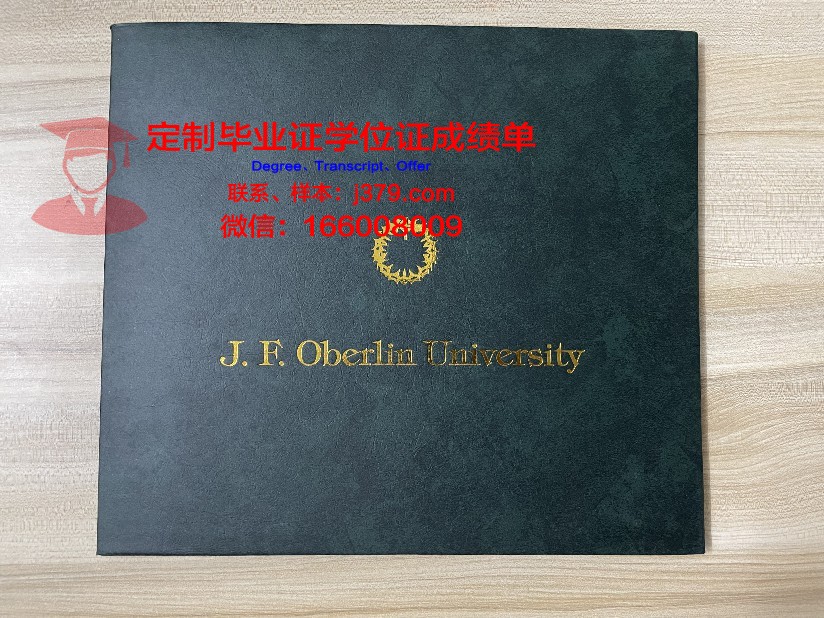 定制毕业证学位证成绩单
Degree、Transcript、Offer
联系、样本：j379.com
微信：166008009
J. F. Oberlin University